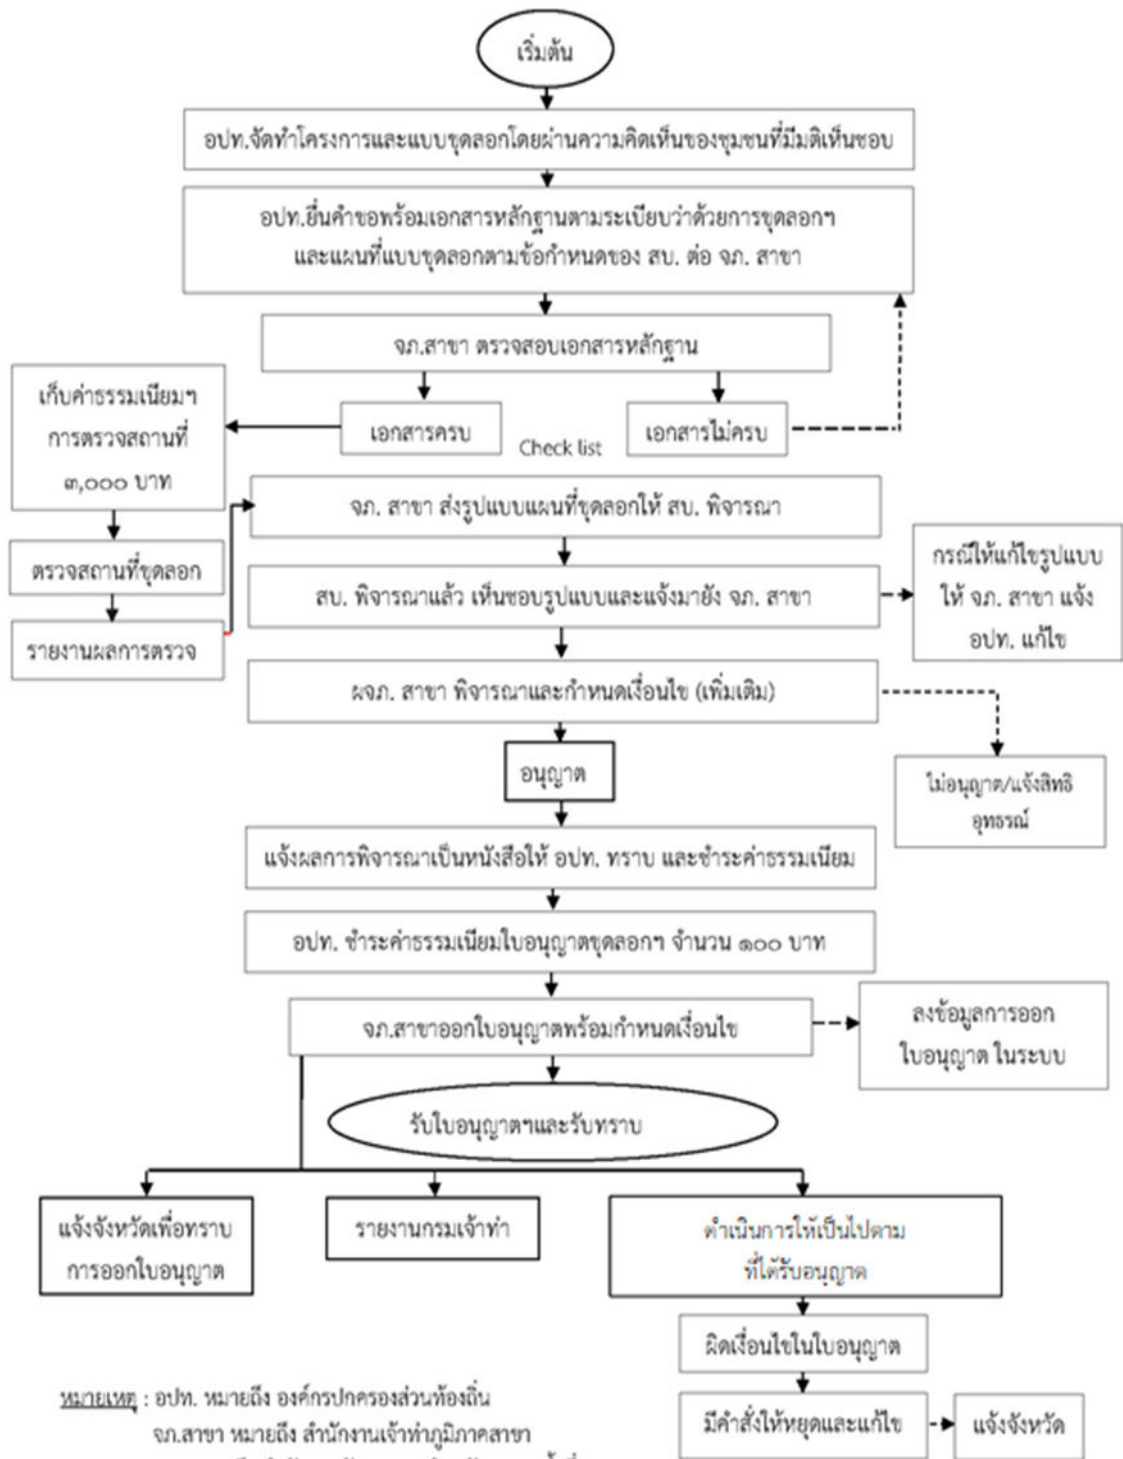 เริ่มต้น
อปท.จัดทำโครงการและแบบขุดลอกโดยผ่านความคิดเห็นของชุมชนที่มีมติเห็นชอบ
อปท.ยื่นคำขอพร้อมเอกสารหลักฐานตามระเบียบว่าด้วยการขุดลอกฯ
และแผนที่แบบขุดลอกตามข้อกำหนดของ สบ. ต่อ จภ. สาขา
จภ.สาขา ตรวจสอบเอกสารหลักฐาน
เก็บค่าธรรมเนียมฯ
การตรวจสถานที่
๓,๐๐๐ บาท
เอกสารครบ
Check list
เอกสารไม่ครบ
จภ. สาขา ส่งรูปแบบแผนที่ขุดลอกให้ สบ. พิจารณา
ตรวจสถานที่ขุดลอก
สบ. พิจารณาแล้ว เห็นชอบรูปแบบและแจ้งมายัง จภ. สาขา
กรณีให้แก้ไขรูปแบบ
ให้ จภ. สาขา แจ้ง
อปท. แก้ไข
รายงานผลการตรวจ
ผจภ. สาขา พิจารณาและกำหนดเงื่อนไข (เพิ่มเติม)
อนุญาต
ไม่อนุญาต/แจ้งสิทธิ
อุทธรณ์
แจ้งผลการพิจารณาเป็นหนังสือให้ อปท. ทราบ และชำระค่าธรรมเนียม
อปท. ชำระค่าธรรมเนียมใบอนุญาตขุดลอกฯ จำนวน ๑๐๐ บาท
จภ.สาขาออกใบอนุญาตพร้อมกำหนดเงื่อนไข
ลงข้อมูลการออก
ใบอนุญาต ในระบบ
รับใบอนุญาตฯและรับทราบ
แจ้งจังหวัดเพื่อทราบ
การออกใบอนุญาต
รายงานกรมเจ้าท่า
ดำเนินการให้เป็นไปตาม
ที่ได้รับอนุญาต
ผิดเงื่อนไขในใบอนุญาต
มีคำสั่งให้หยุดและแก้ไข
แจ้งจังหวัด
หมายเหตุ : อปท. หมายถึง องค์กรปกครองส่วนท้องถิ่น
จภ.สาขา หมายถึง สำนักงานเจ้าท่าภูมิภาคสาขา